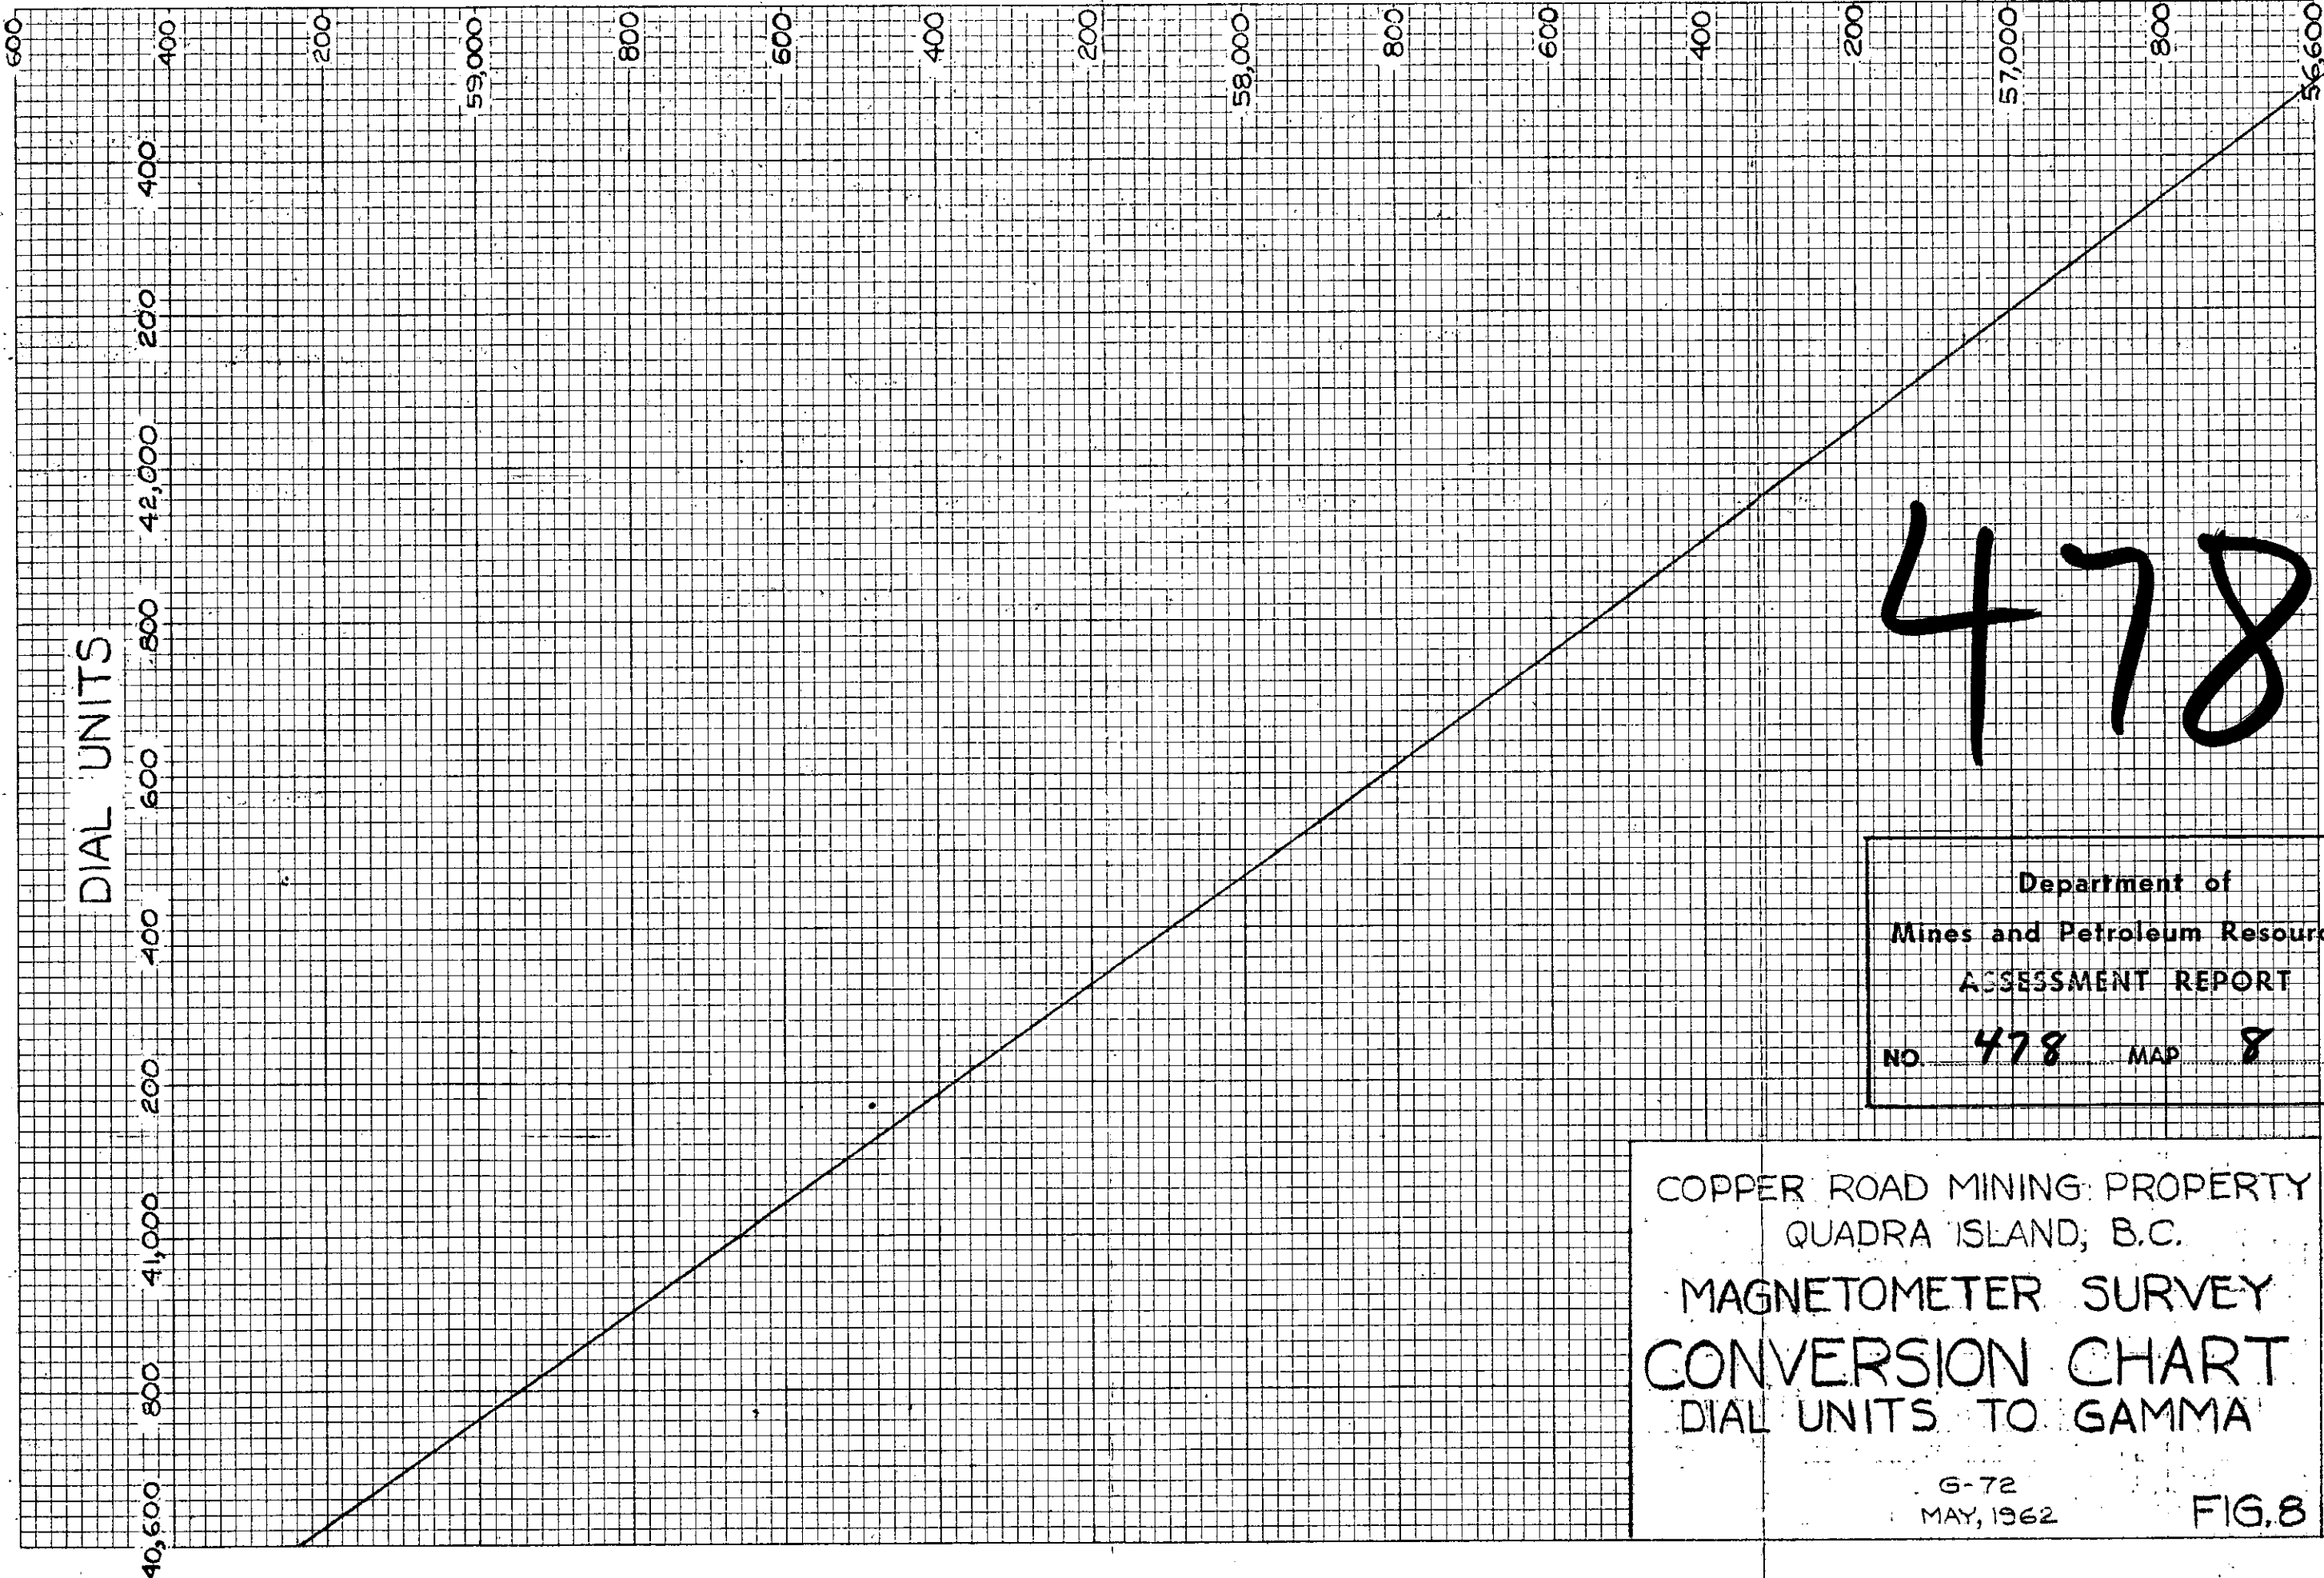 600 400 200 59,000 800 600 400 200 58,000 800 600 400 200 57,000 800 56,600
400
200
42,000
800
600
400
200
41,000
800
40,600
DIAL UNITS
478
Department of
Mines and Petroleum Resourc
ASSESSMENT REPORT
NO. 478 MAP 8
COPPER ROAD MINING PROPERTY
QUADRA ISLAND, B.C.
MAGNETOMETER SURVEY
CONVERSION CHART
DIAL UNITS TO GAMMA
G-72
MAY, 1962
FIG.8